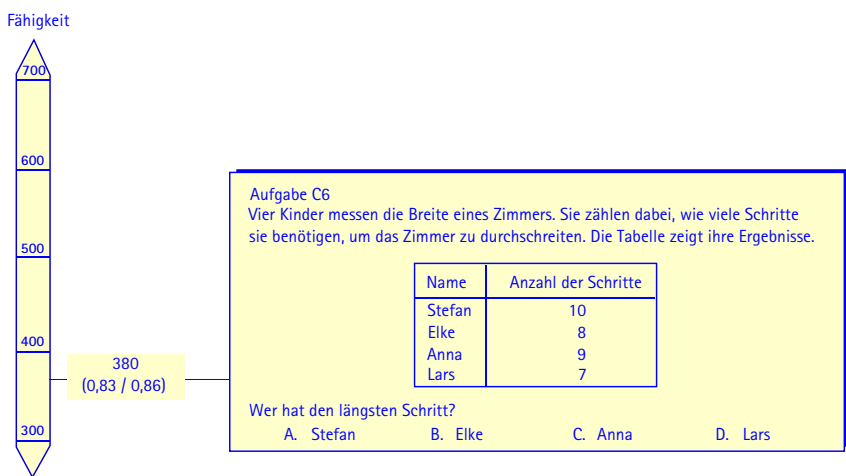 Fähigkeit
700
600
500
400
300
380
(0,83 / 0,86)
Aufgabe C6
Vier Kinder messen die Breite eines Zimmers. Sie zählen dabei, wie viele Schritte
sie benötigen, um das Zimmer zu durchschreiten. Die Tabelle zeigt ihre Ergebnisse.
Name Anzahl der Schritte
Stefan 10
Elke 8
Anna 9
Lars 7
Wer hat den längsten Schritt?
A. Stefan B. Elke C. Anna D. Lars